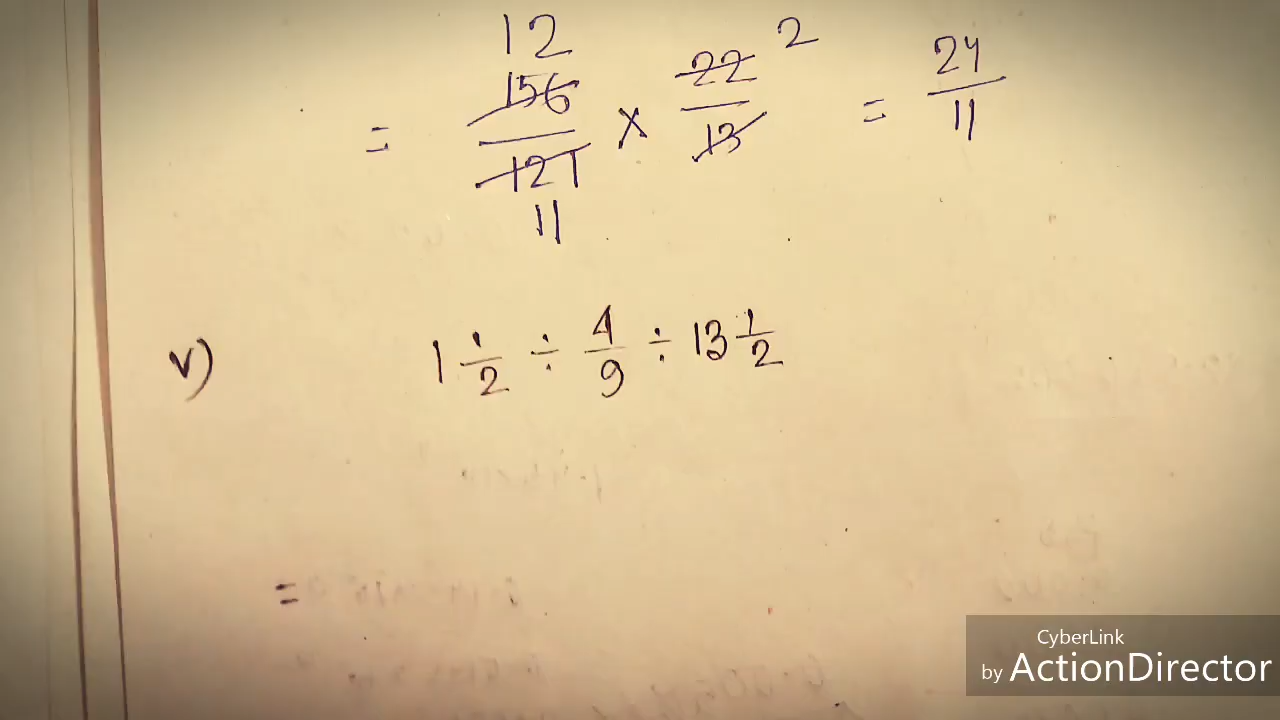 = 12 156/121 11 × 22/13 2 = 24/11
v) 1 1/2 ÷ 4/9 ÷ 13 1/2
=
CyberLink
by ActionDirector